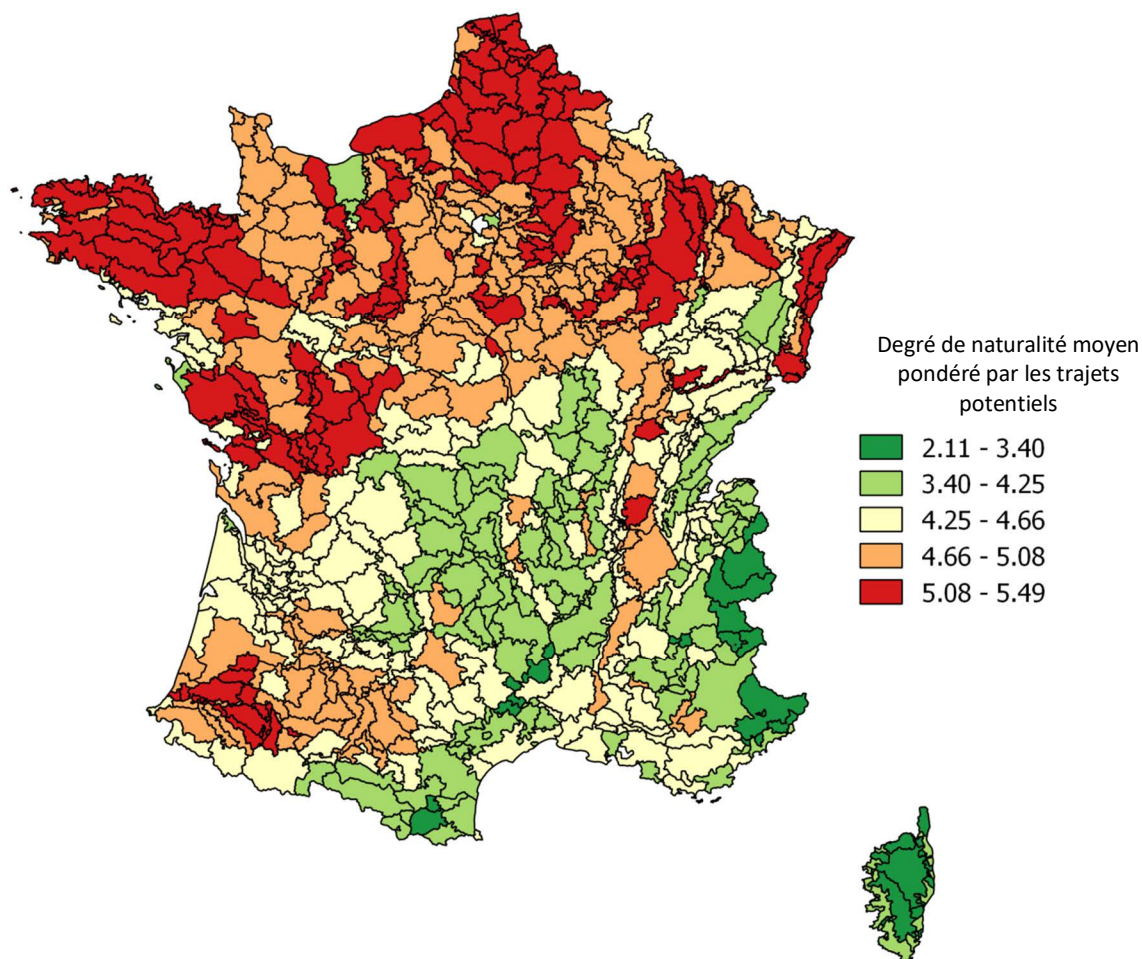 Degré de naturalité moyen
pondéré par les trajets
potentiels
2.11 - 3.40
3.40 - 4.25
4.25 - 4.66
4.66 - 5.08
5.08 - 5.49